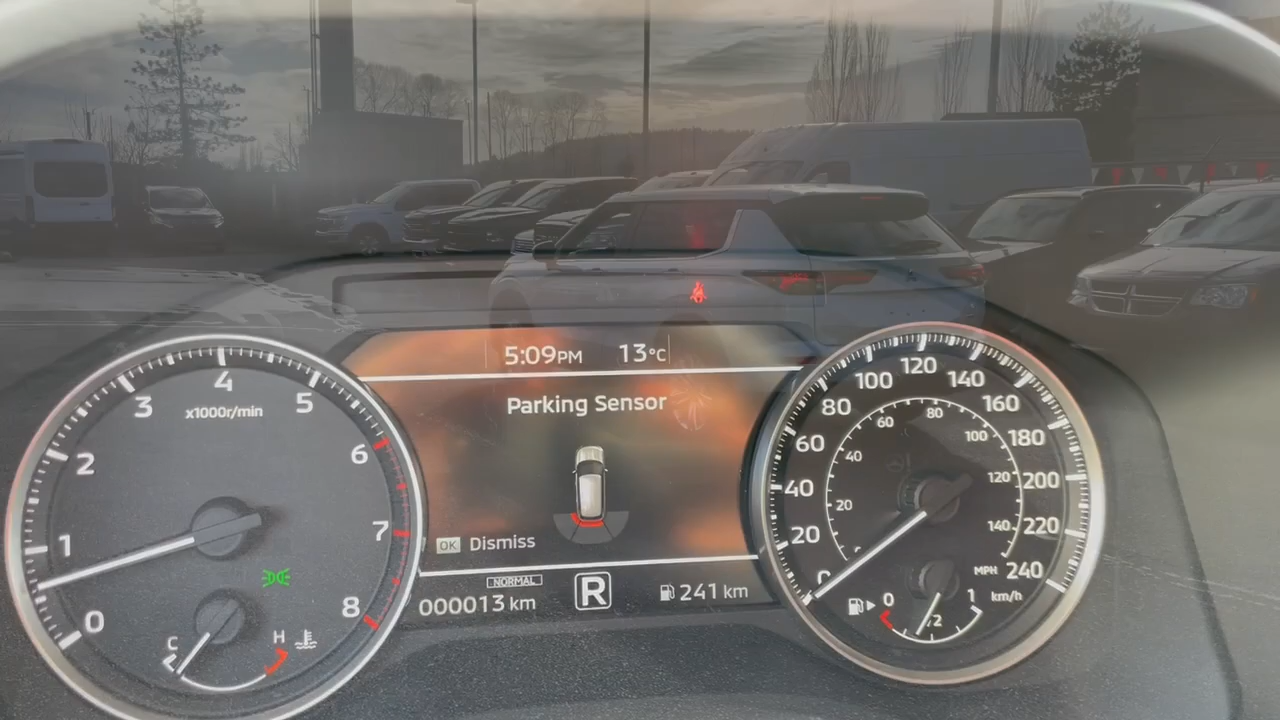 5:09PM 13°C
Parking Sensor
OK Dismiss
NORMAL
000013 km
R
241 km
0 1 2 3 4 5 6 7 8
x1000r/min
C H
0 20 40 60 80 100 120 140 160 180 200 220 240
20 40 60 80 100 120 140
MPH
km/h
0 1/2 1